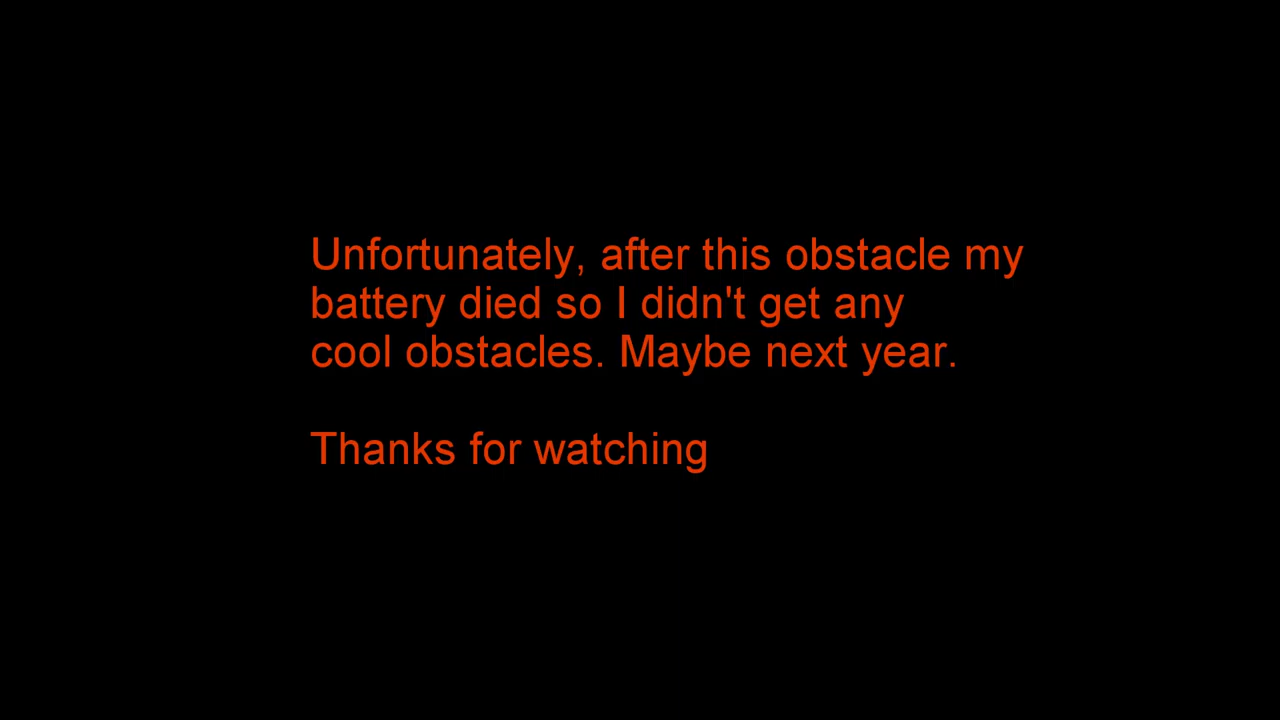 Unfortunately, after this obstacle my
battery died so I didn't get any
cool obstacles. Maybe next year.
Thanks for watching